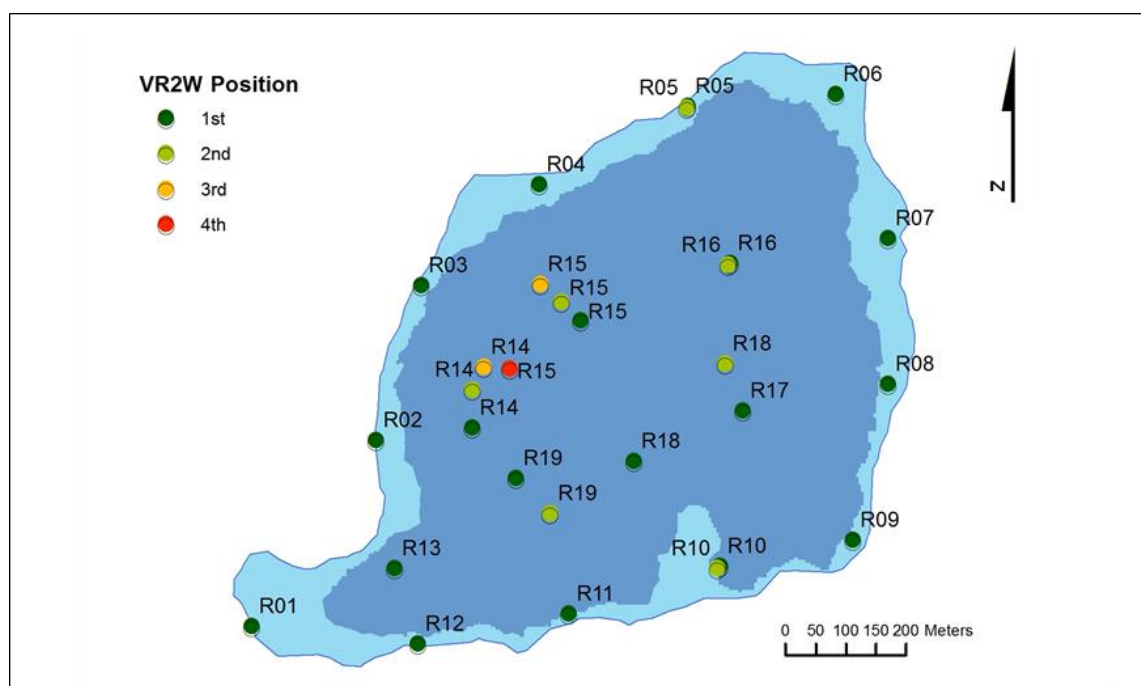 VR2W Position
1st
2nd
3rd
4th
R05 R05
R06
R04
R07
R16 R16
R03
R15
R15
R15
R14
R18
R14 R15
R08
R17
R14
R02
R18
R19
R19
R09
R13
R10 R10
R11
R01
R12
0 50 100 150 200 Meters
N